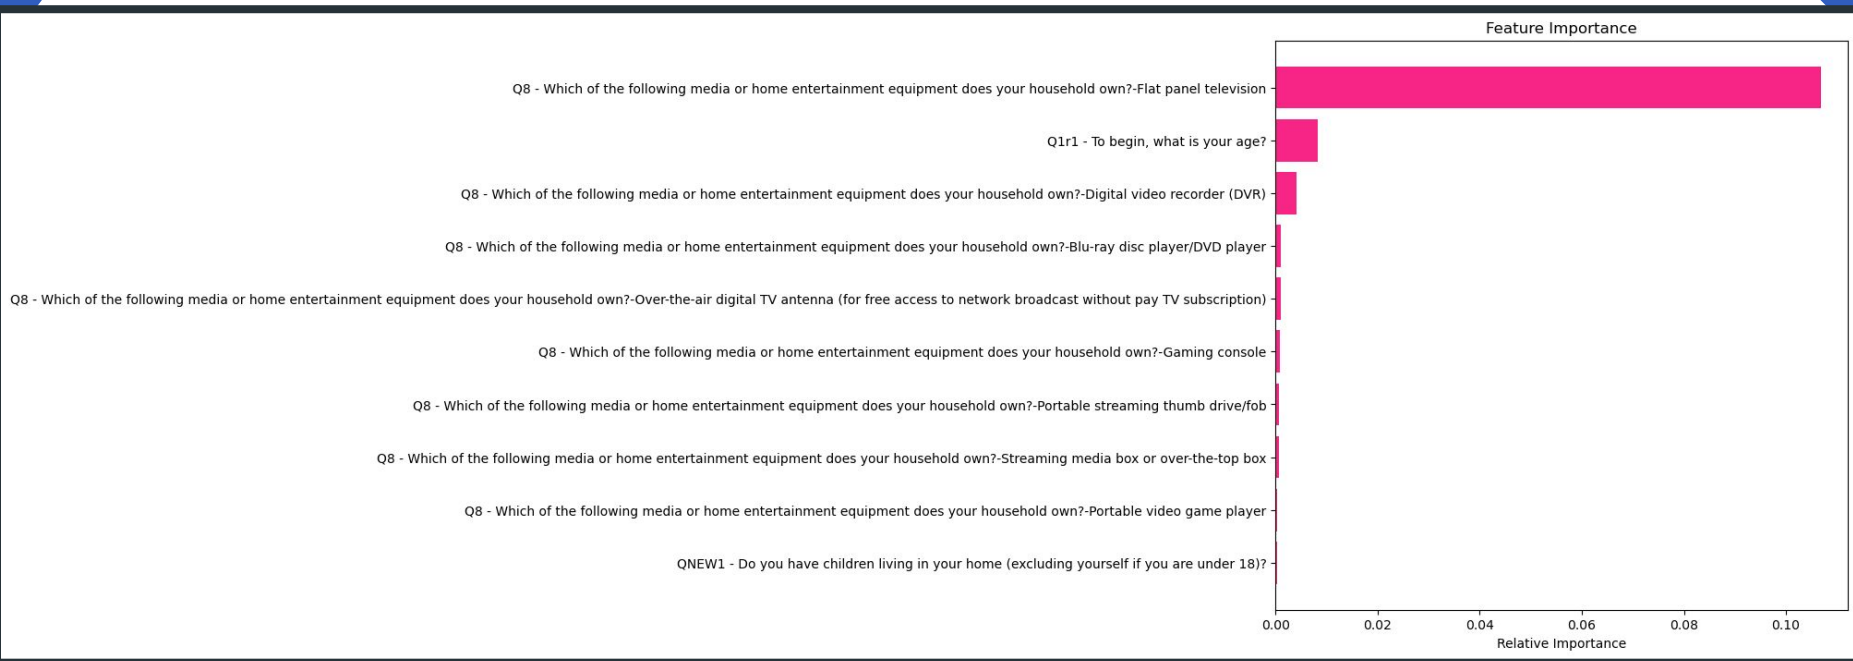 Feature Importance
Q8 - Which of the following media or home entertainment equipment does your household own?-Flat panel television
Q1r1 - To begin, what is your age?
Q8 - Which of the following media or home entertainment equipment does your household own?-Digital video recorder (DVR)
Q8 - Which of the following media or home entertainment equipment does your household own?-Blu-ray disc player/DVD player
Q8 - Which of the following media or home entertainment equipment does your household own?-Over-the-air digital TV antenna (for free access to network broadcast without pay TV subscription)
Q8 - Which of the following media or home entertainment equipment does your household own?-Gaming console
Q8 - Which of the following media or home entertainment equipment does your household own?-Portable streaming thumb drive/fob
Q8 - Which of the following media or home entertainment equipment does your household own?-Streaming media box or over-the-top box
Q8 - Which of the following media or home entertainment equipment does your household own?-Portable video game player
QNEW1 - Do you have children living in your home (excluding yourself if you are under 18)?
0.00 0.02 0.04 0.06 0.08 0.10
Relative Importance